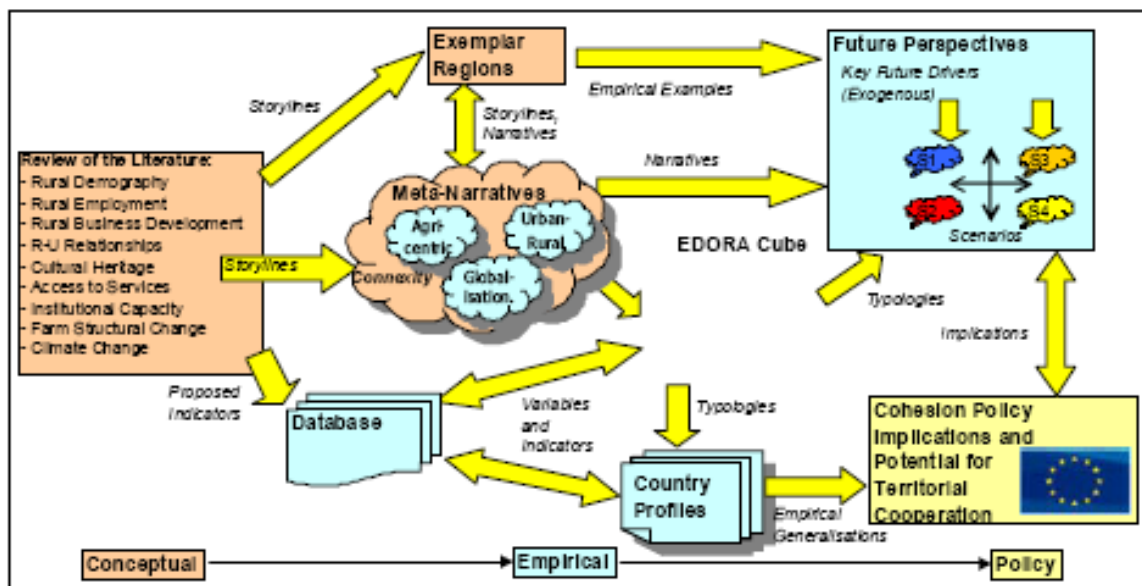 Exemplar
Regions
Future Perspectives
Key Future Drivers
(Exogenous)
S1
S3
S2
S4
Scenarios
Storylines
Empirical Examples
Storylines,
Narratives
Narratives
Review of the Literature:
- Rural Demography
- Rural Employment
- Rural Business Development
- R-U Relationships
- Cultural Heritage
- Access to Services
- Institutional Capacity
- Farm Structural Change
- Climate Change
Storylines
Meta-Narratives
Agri-
centric
Urban-
Rural
Connexity
Global-
isation.
EDORA Cube
Typologies
Implications
Proposed
Indicators
Database
Variables
and
Indicators
Typologies
Country
Profiles
Empirical
Generalisations
Cohesion Policy
Implications and
Potential for
Territorial
Cooperation
Conceptual
Empirical
Policy